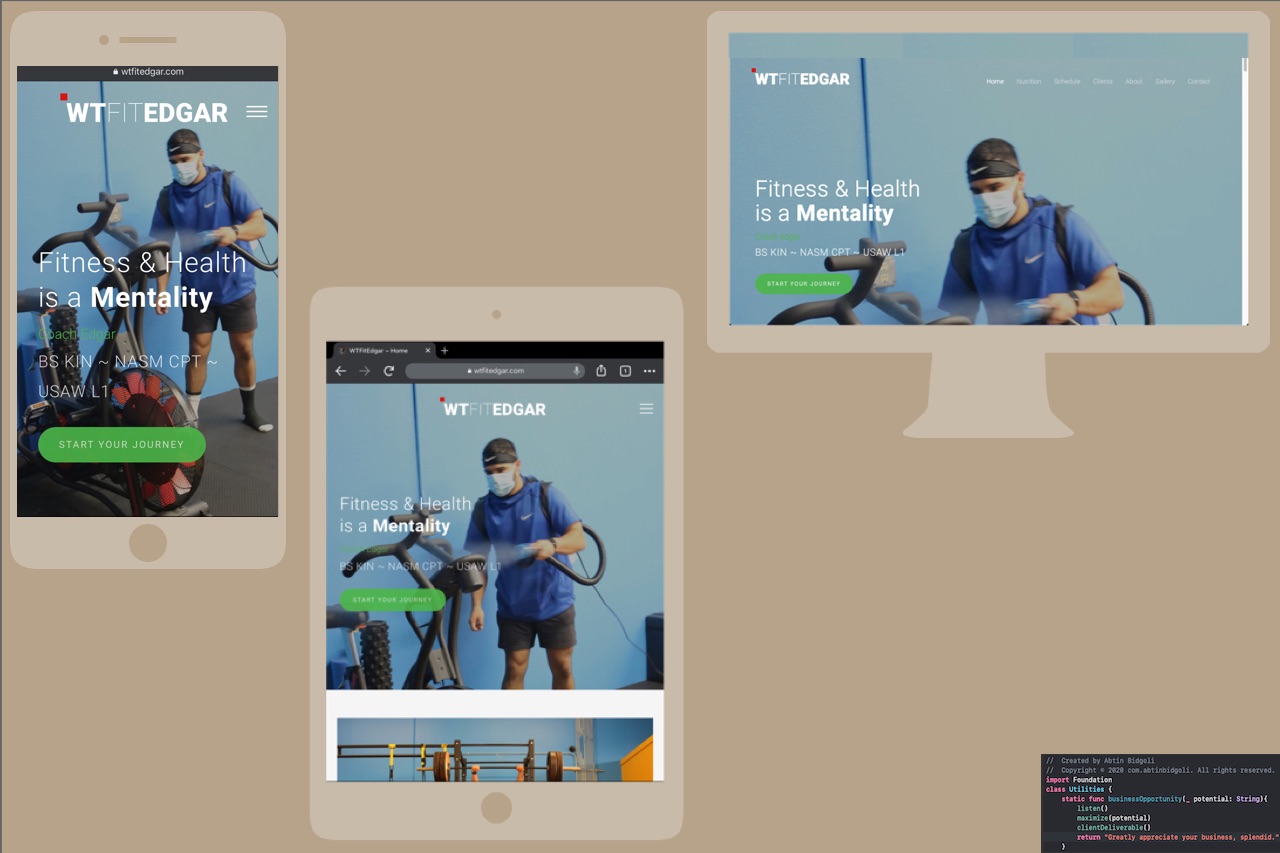 wtfitedgar.com
WTFITEDGAR
Fitness & Health
is a Mentality
Coach Edgar
BS KIN ~ NASM CPT ~
USAW L1
START YOUR JOURNEY
WTFitEdgar – Home
wtfitedgar.com
1
WTFITEDGAR
Fitness & Health
is a Mentality
Coach Edgar
BS KIN ~ NASM CPT ~ USAW L1
START YOUR JOURNEY
WTFITEDGAR
Home Nutrition Schedule Clients About Gallery Contact
Fitness & Health
is a Mentality
Coach Edgar
BS KIN ~ NASM CPT ~ USAW L1
START YOUR JOURNEY
// Created by Abtin Bidgoli
// Copyright © 2020 com.abtinbidgoli. All rights reserved.
import Foundation
class Utilities {
static func businessOpportunity(_ potential: String){
listen()
maximize(potential)
clientDeliverable()
return "Greatly appreciate your business, splendid."
}